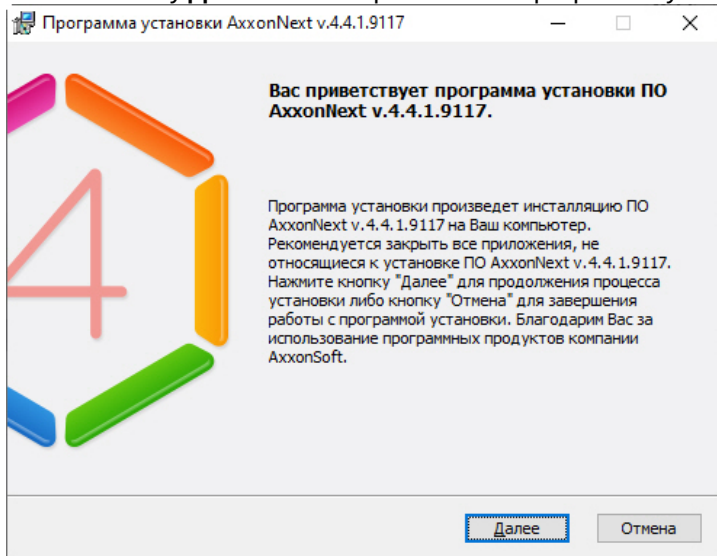 Программа установки AxxonNext v.4.4.1.9117
Вас приветствует программа установки ПО
AxxonNext v.4.4.1.9117.
4
Программа установки произведет инсталляцию ПО
AxxonNext v.4.4.1.9117 на Ваш компьютер.
Рекомендуется закрыть все приложения, не
относящиеся к установке ПО AxxonNext v.4.4.1.9117.
Нажмите кнопку "Далее" для продолжения процесса
установки либо кнопку "Отмена" для завершения
работы с программой установки. Благодарим Вас за
использование программных продуктов компании
AxxonSoft.
Далее
Отмена